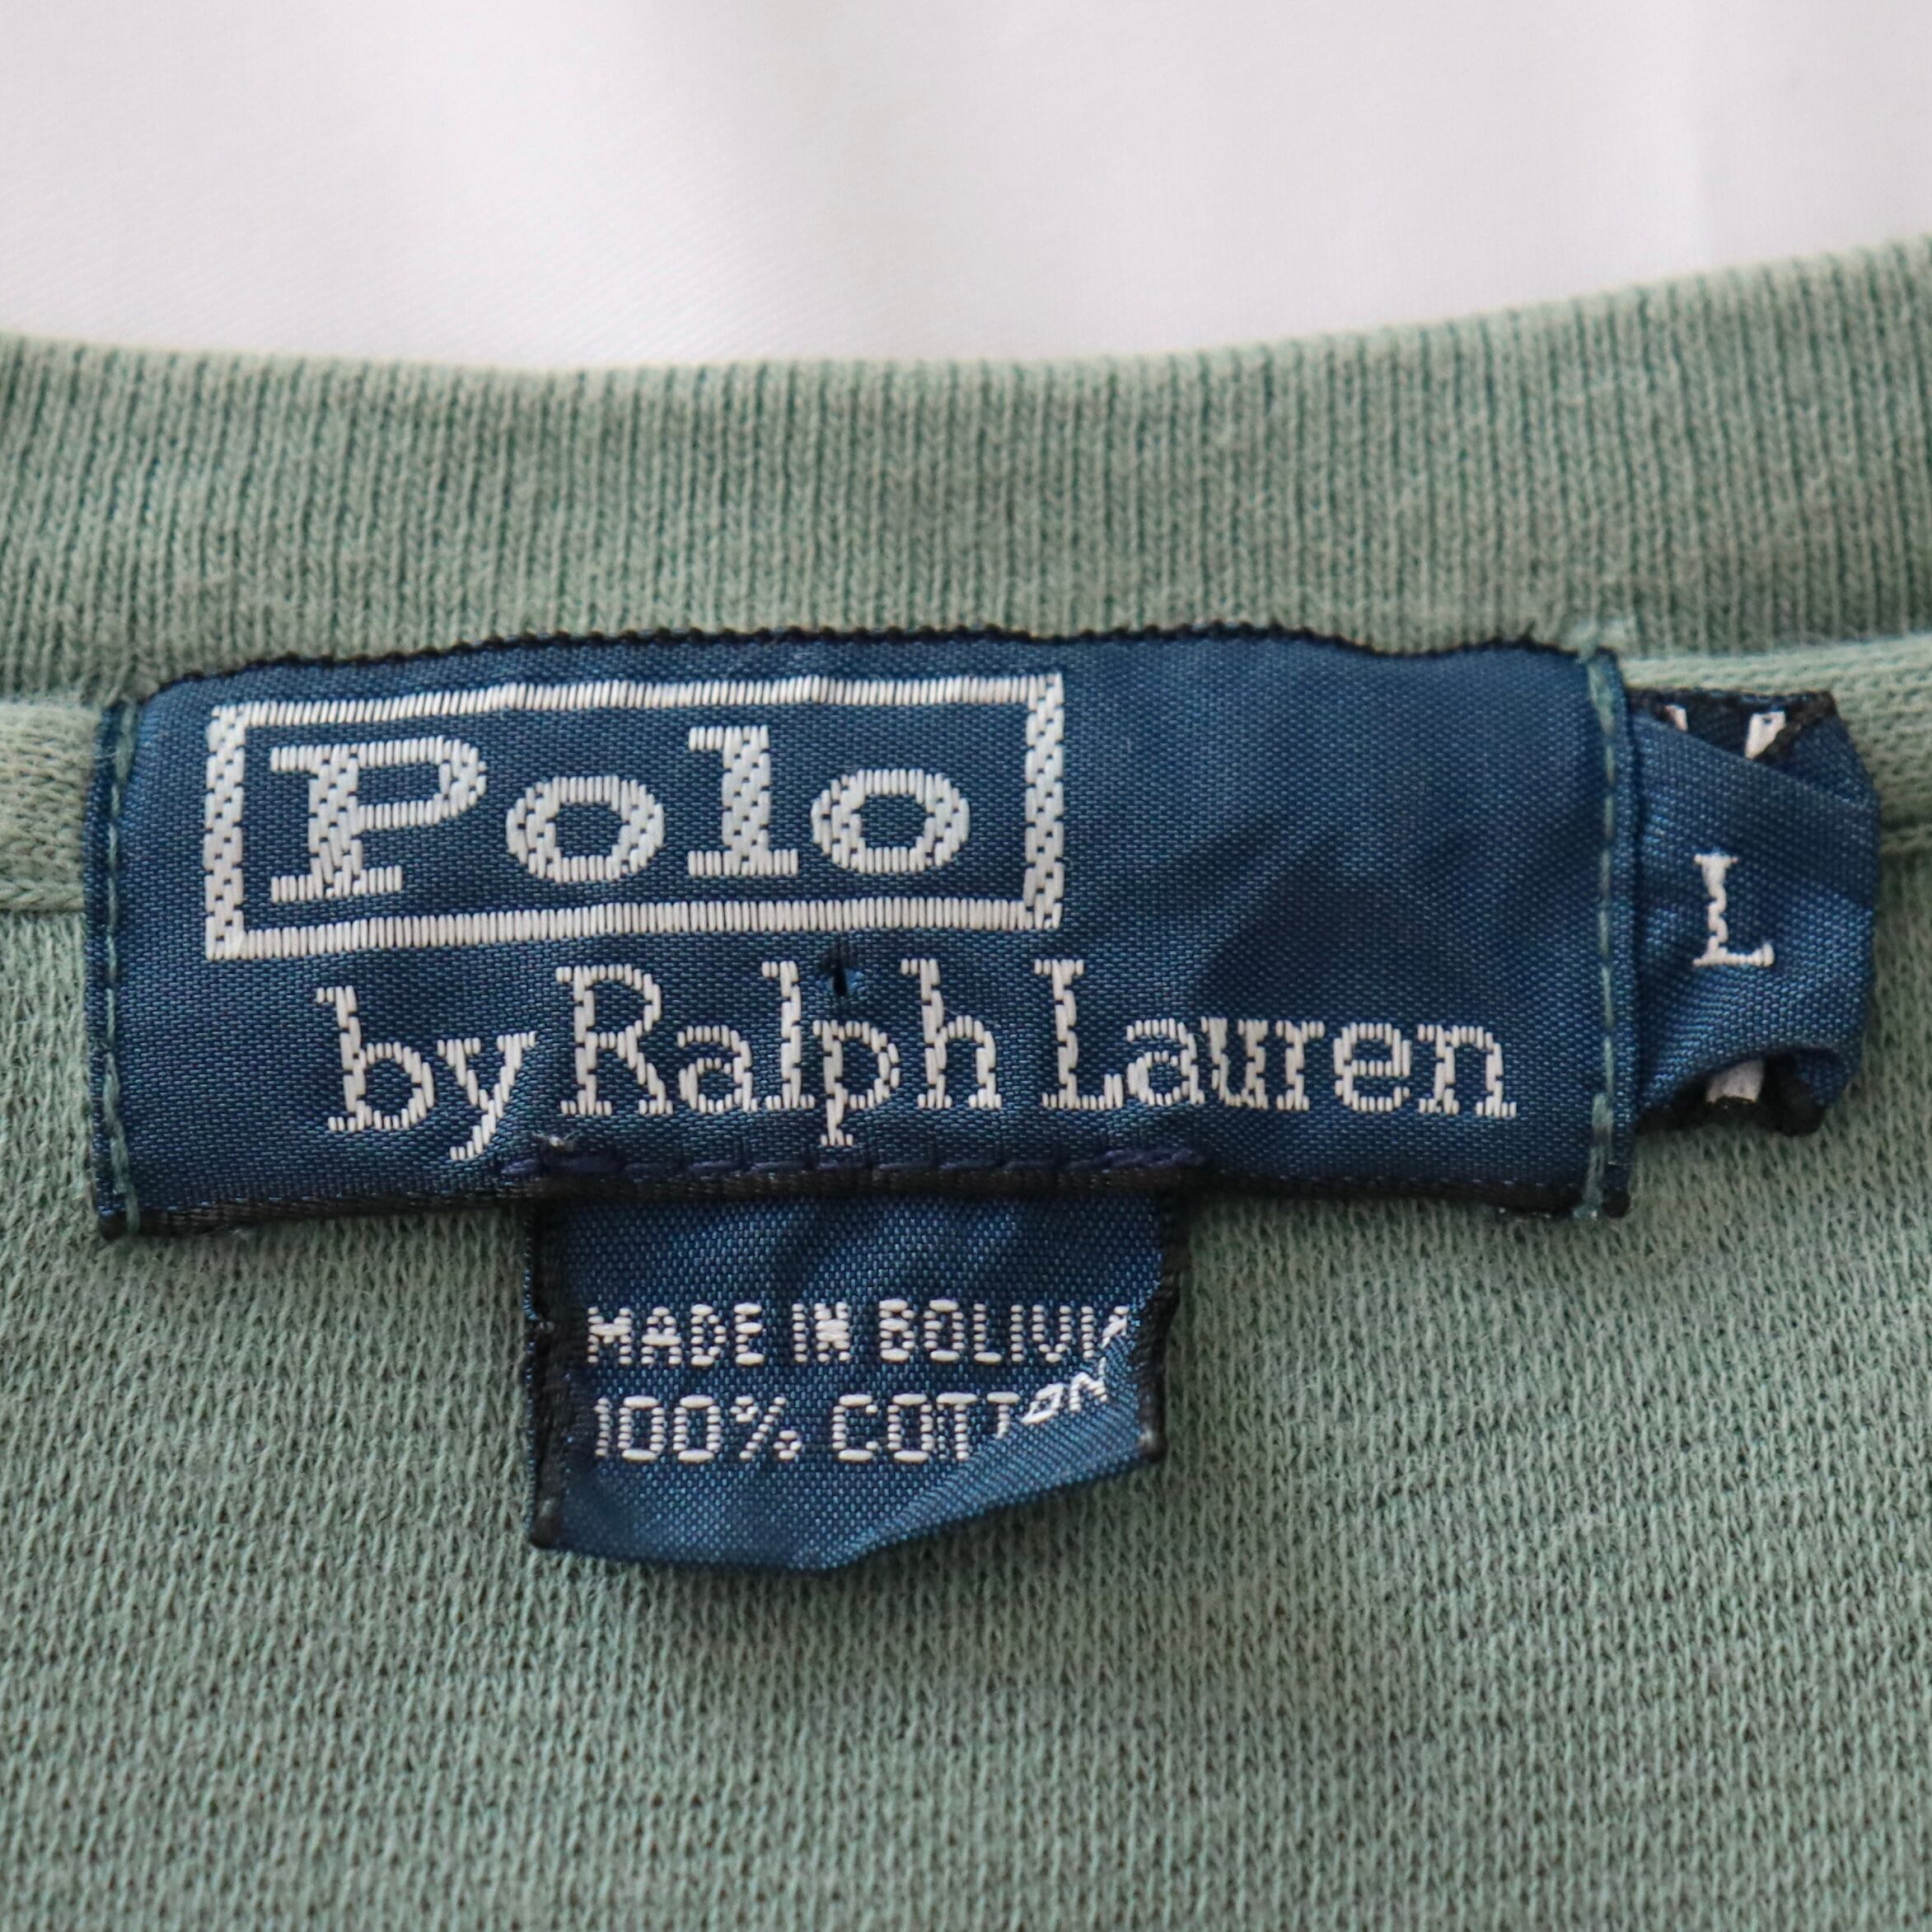 Polo
by Ralph Lauren
L
MADE IN BOLIVIA
100% COTTON